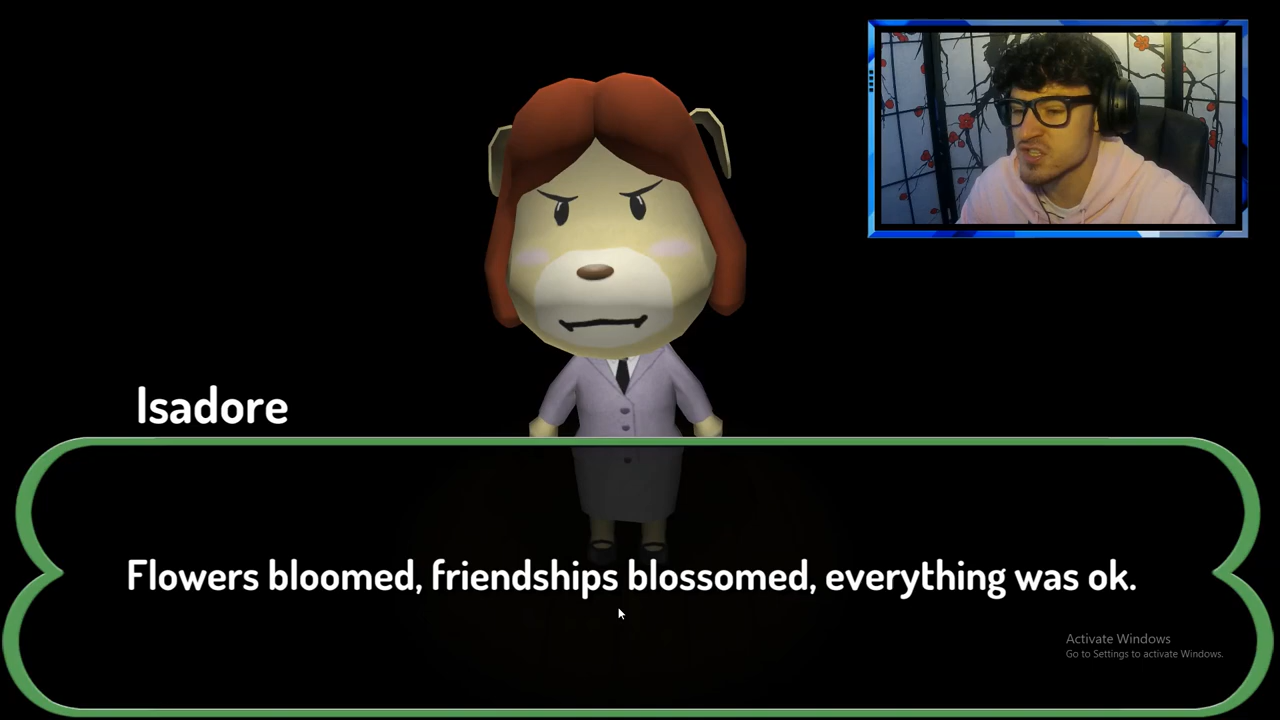 Isadore
Flowers bloomed, friendships blossomed, everything was ok.
Activate Windows
Go to Settings to activate Windows.